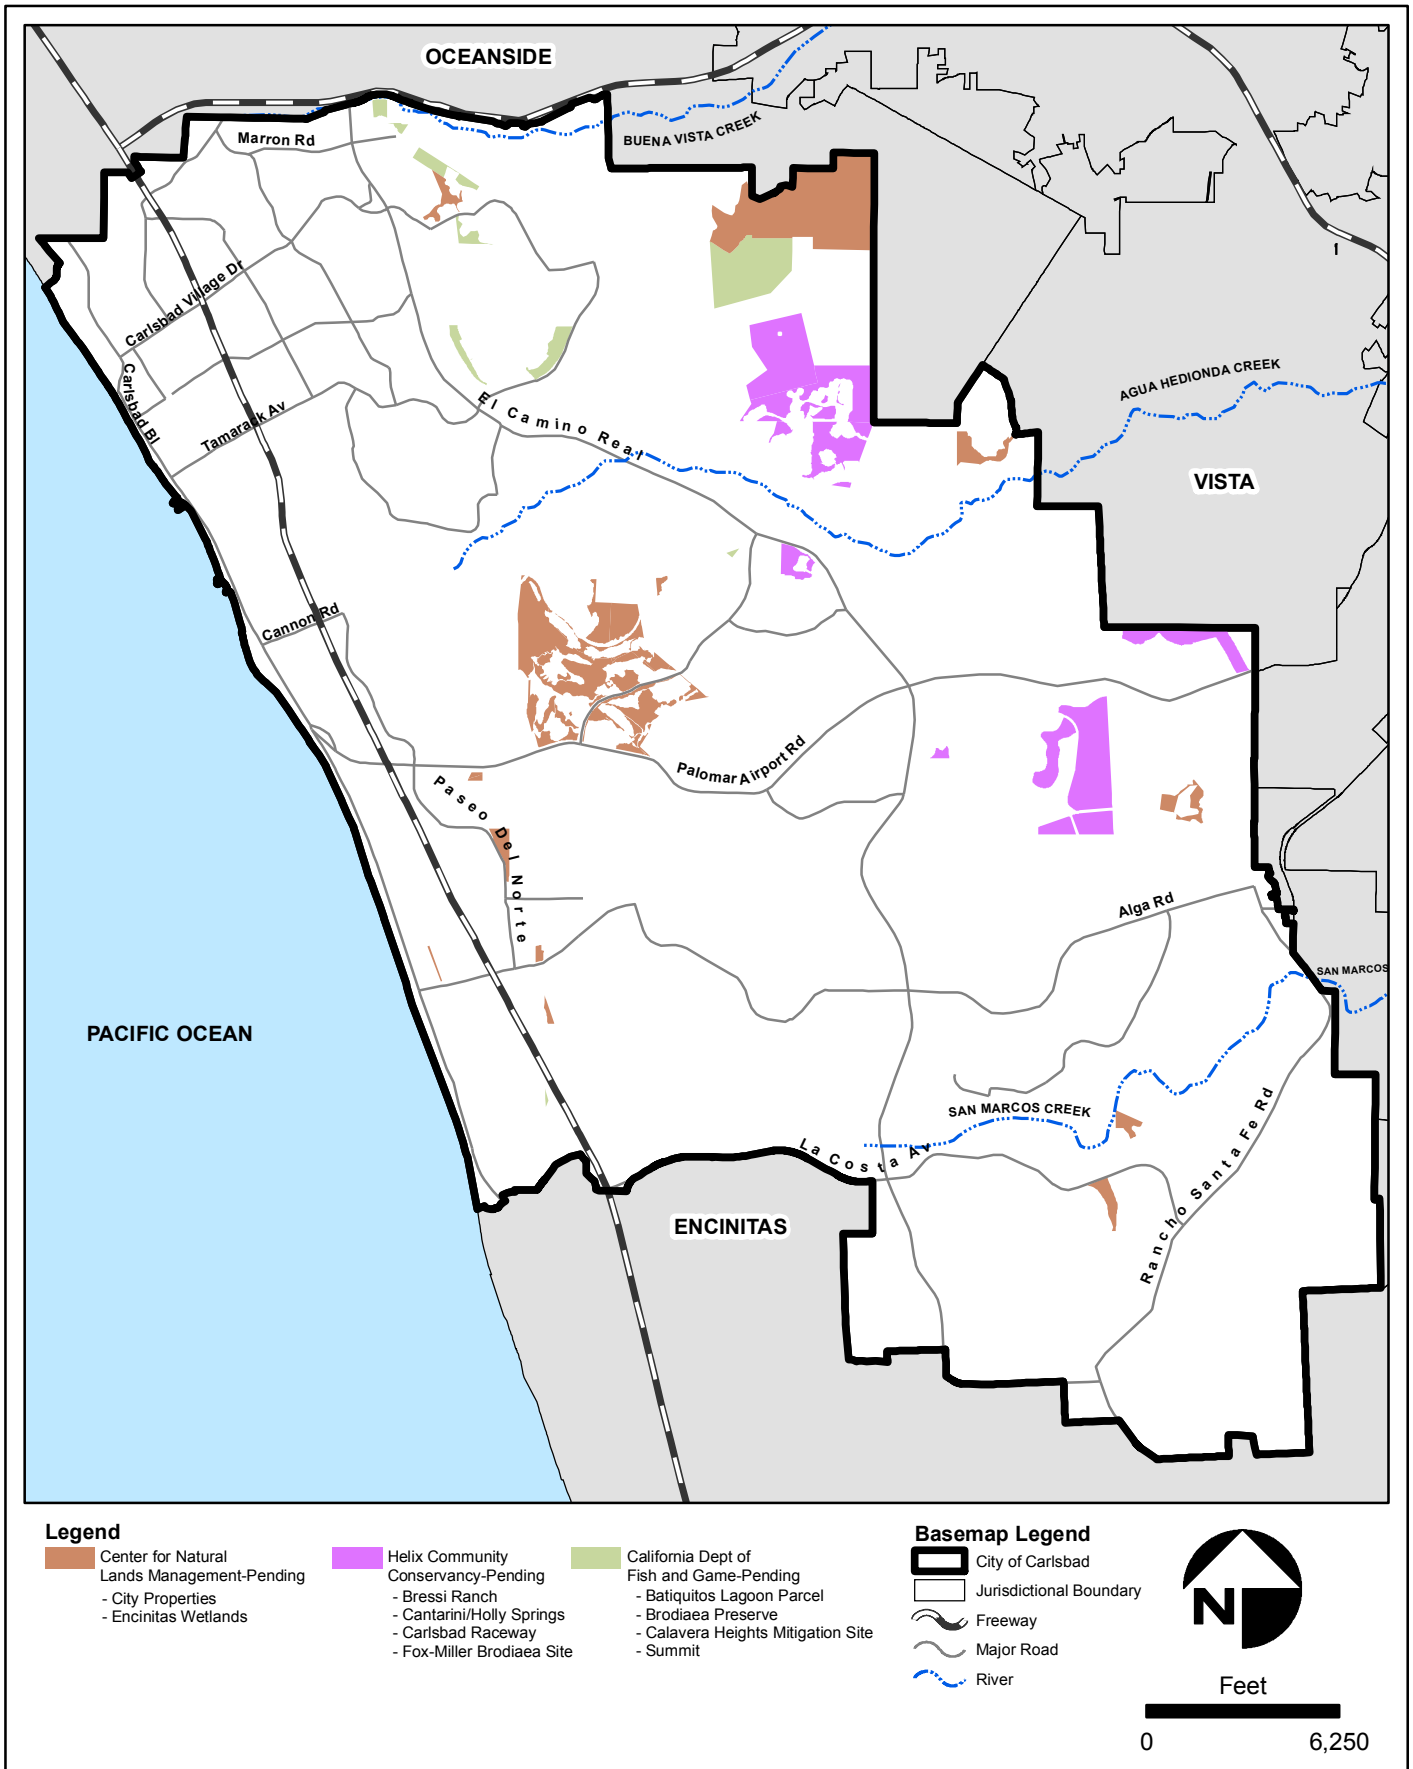 OCEANSIDE
Marron Rd
BUENA VISTA CREEK
Carlsbad Village Dr
Carlsbad Bl
Tamarack Av
El Camino Real
AGUA HEDIONDA CREEK
VISTA
Cannon Rd
Palomar Airport Rd
Paseo Del Norte
Alga Rd
SAN MARCOS
PACIFIC OCEAN
SAN MARCOS CREEK
La Costa Av
Rancho Santa Fe Rd
ENCINITAS
Legend
Center for Natural
Lands Management-Pending
- City Properties
- Encinitas Wetlands
Helix Community
Conservancy-Pending
- Bressi Ranch
- Cantarini/Holly Springs
- Carlsbad Raceway
- Fox-Miller Brodiaea Site
California Dept of
Fish and Game-Pending
- Batiquitos Lagoon Parcel
- Brodiaea Preserve
- Calavera Heights Mitigation Site
- Summit
Basemap Legend
City of Carlsbad
Jurisdictional Boundary
Freeway
Major Road
River
N
Feet
0 6,250